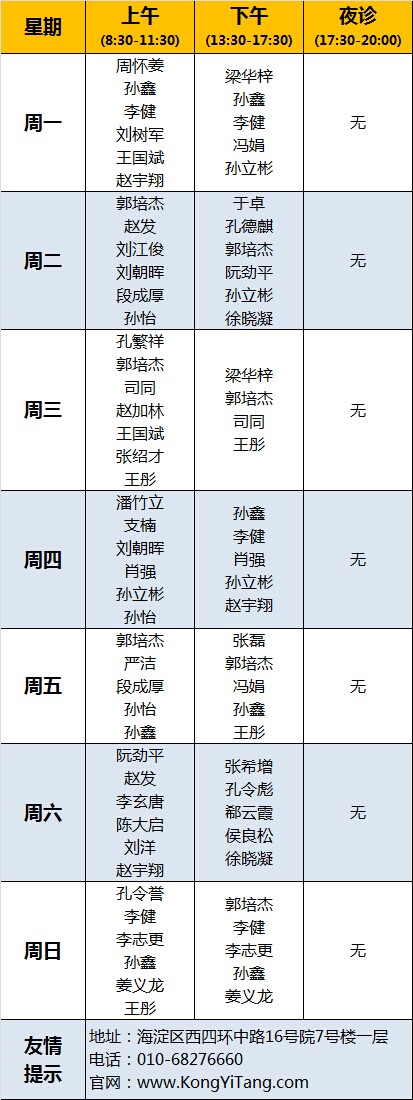 星期
上午
(8:30-11:30)
下午
(13:30-17:30)
夜诊
(17:30-20:00)
周一
周怀姜
孙鑫
李健
刘树军
王国斌
赵宇翔
梁华梓
孙鑫
李健
冯娟
孙立彬
无
周二
郭培杰
赵发
刘江俊
刘朝晖
段成厚
孙怡
于卓
孔德麒
郭培杰
阮劲平
孙立彬
徐晓凝
无
周三
孔繁祥
郭培杰
司同
赵加林
王国斌
张绍才
王彤
梁华梓
郭培杰
司同
王彤
无
周四
潘竹立
支楠
刘朝晖
肖强
孙立彬
孙怡
孙鑫
李健
肖强
孙立彬
赵宇翔
无
周五
郭培杰
严洁
段成厚
孙怡
孙鑫
张磊
郭培杰
冯娟
孙鑫
王彤
无
周六
阮劲平
赵发
李玄唐
陈大启
刘洋
赵宇翔
张希增
孔令彪
郗云霞
侯良松
徐晓凝
无
周日
孔令誉
李健
李志更
孙鑫
姜义龙
王彤
郭培杰
李健
李志更
孙鑫
姜义龙
无
友情
提示
地址：海淀区西四环中路16号院7号楼一层
电话：010-68276660
官网：www.KongYiTang.com